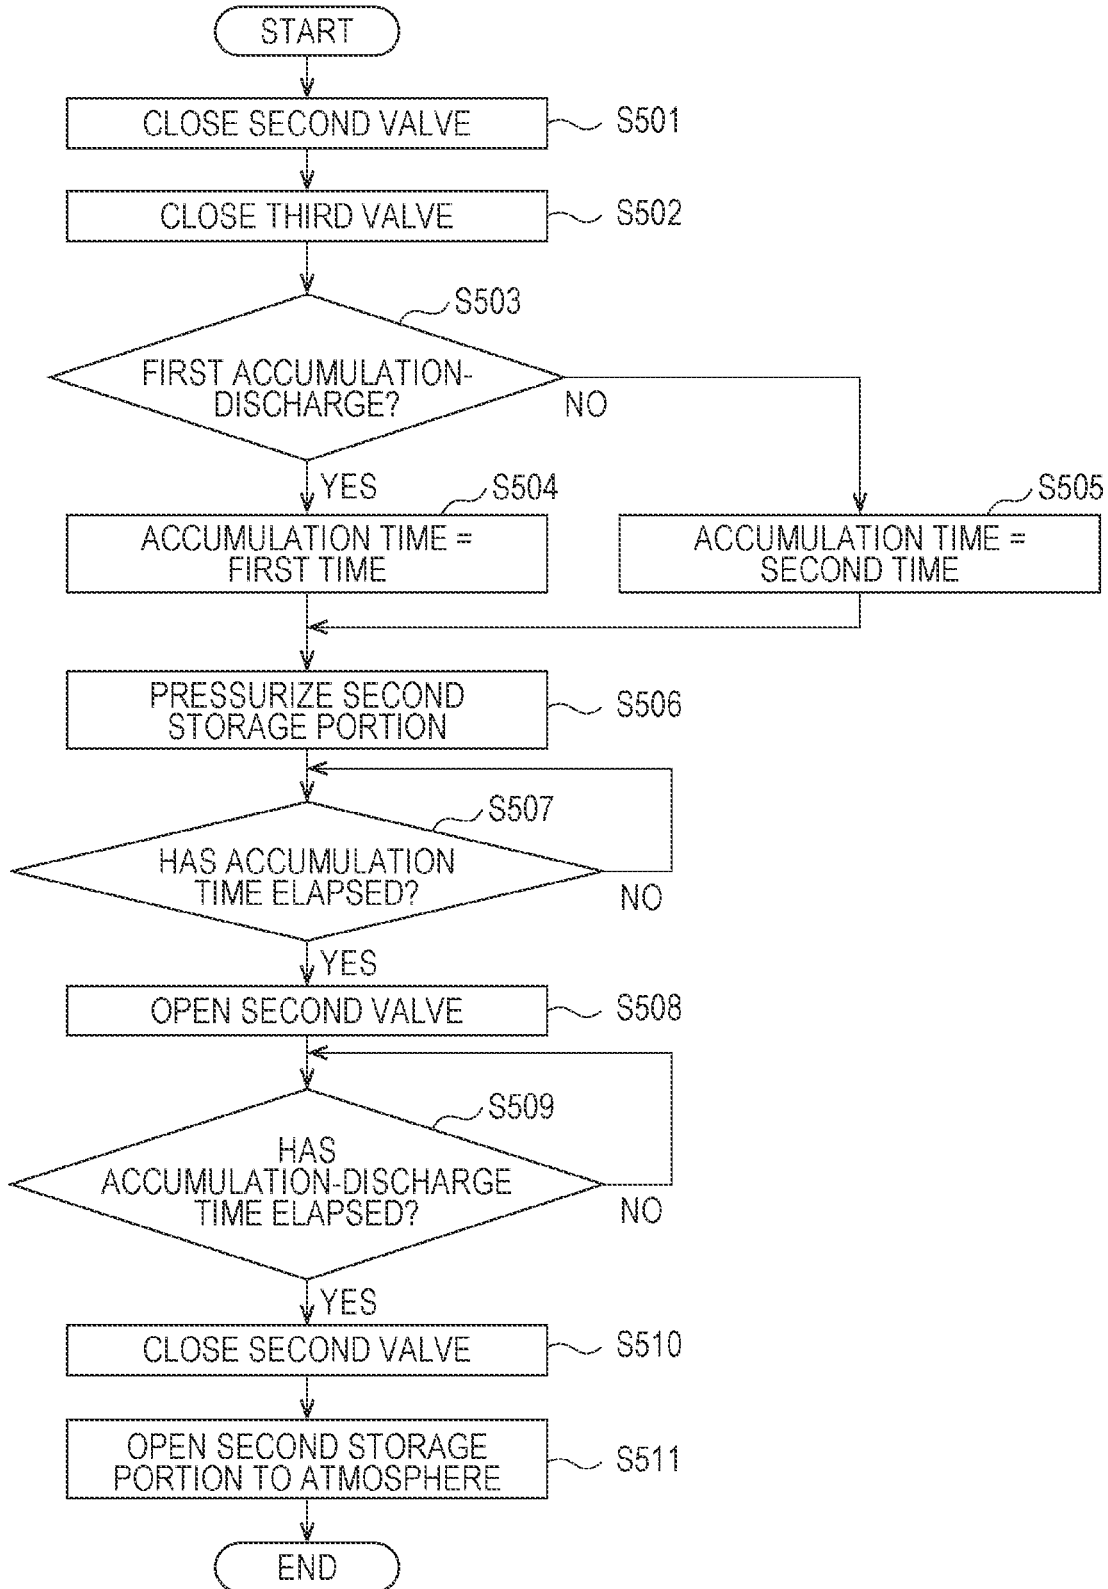 START
CLOSE SECOND VALVE
S501
CLOSE THIRD VALVE
S502
S503
FIRST ACCUMULATION-
DISCHARGE?
NO
YES
S504
S505
ACCUMULATION TIME =
FIRST TIME
ACCUMULATION TIME =
SECOND TIME
PRESSURIZE SECOND
STORAGE PORTION
S506
S507
HAS ACCUMULATION
TIME ELAPSED?
NO
YES
OPEN SECOND VALVE
S508
S509
HAS
ACCUMULATION-DISCHARGE
TIME ELAPSED?
NO
YES
CLOSE SECOND VALVE
S510
OPEN SECOND STORAGE
PORTION TO ATMOSPHERE
S511
END